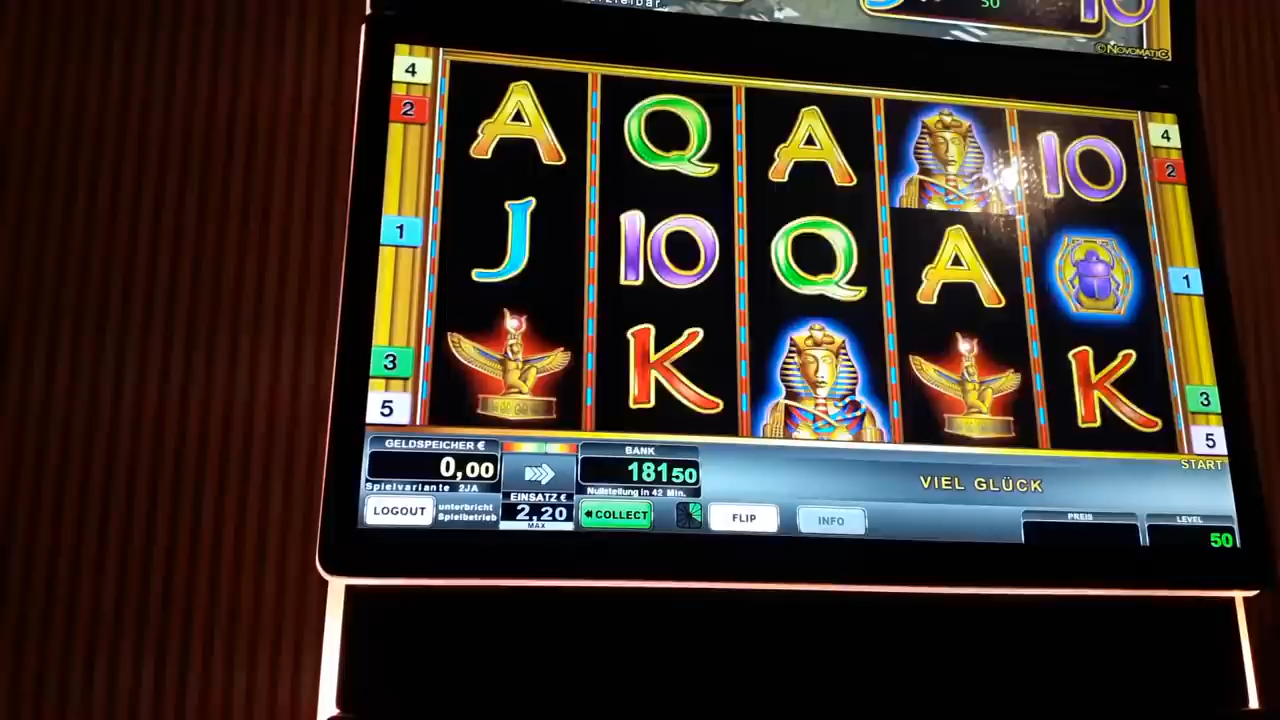 50
10
© NOVOMATIC
4
2
A
Q
A
10
4
2
1
J
10
Q
A
1
3
K
K
3
5
5
GELDSPEICHER €
0,00
Spielvariante 2JA
EINSATZ €
2,20
MAX
BANK
18150
Nullstellung in 42 Min.
VIEL GLÜCK
START
LOGOUT
unterbricht
Spielbetrieb
COLLECT
FLIP
INFO
PREIS
LEVEL
50